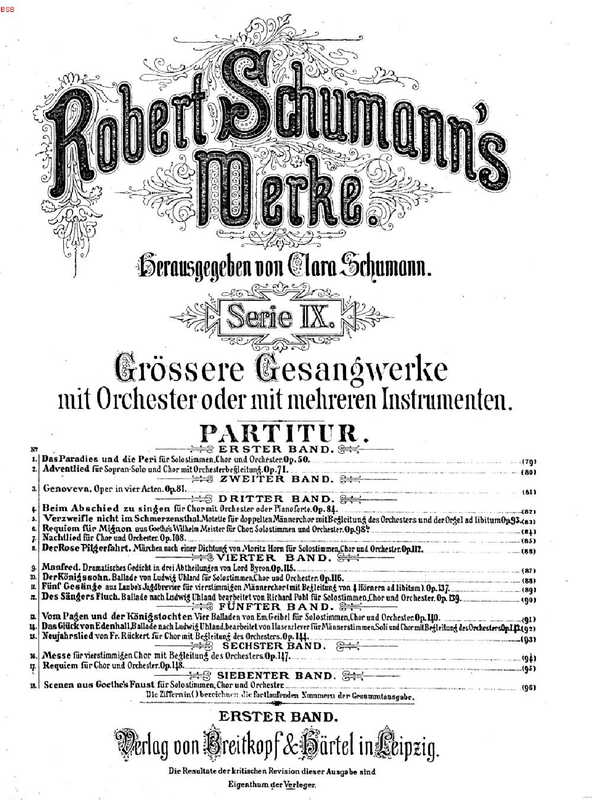 BSB
Robert Schumann's
Werke.
Herausgegeben von Clara Schumann.
Serie IX.
Grössere Gesangwerke
mit Orchester oder mit mehreren Instrumenten.
PARTITUR.
No
ERSTER BAND.
1. Das Paradies und die Peri für Solostimmen, Chor und Orchester. Op. 50. (79)
2. Adventlied für Sopran-Solo und Chor mit Orchesterbegleitung. Op. 71. (80)
ZWEITER BAND.
3. Genoveva. Oper in vier Acten. Op. 81. (81)
DRITTER BAND.
4. Beim Abschied zu singen für Chor mit Orchester oder Pianoforte. Op. 84. (82)
5. Verzweifle nicht im Schmerzensthal. Motette für doppelten Männerchor mit Begleitung des Orchesters und der Orgel ad libitum. Op. 93. (83)
6. Requiem für Mignon aus Goethe's Wilhelm Meister für Chor, Solostimmen und Orchester. Op. 98b (84)
7. Nachtlied für Chor und Orchester. Op. 108. (85)
8. Der Rose Pilgerfahrt. Märchen nach einer Dichtung von Moritz Horn für Solostimmen, Chor und Orchester. Op. 112. (86)
VIERTER BAND.
9. Manfred. Dramatisches Gedicht in drei Abtheilungen von Lord Byron. Op. 115. (87)
10. Der Königssohn. Ballade von Ludwig Uhland für Solostimmen, Chor und Orchester. Op. 116. (88)
11. Fünf Gesänge aus Laube's Jagdbrevier für vierstimmigen Männerchor (mit Begleitung von 4 Hörnern ad libitum). Op. 137. (89)
12. Des Sängers Fluch. Ballade nach Ludwig Uhland bearbeitet von Richard Pohl für Solostimmen, Chor und Orchester. Op. 139. (90)
FÜNFTER BAND.
13. Vom Pagen und der Königstochter. Vier Balladen von Em. Geibel für Solostimmen, Chor und Orchester. Op. 140. (91)
14. Das Glück von Edenhall. Ballade nach Ludwig Uhland, bearbeitet von Hasenclever für Männerstimmen, Soli und Chor mit Begleitung des Orchesters. Op. 143. (92)
15. Neujahrslied von Fr. Rückert für Chor mit Begleitung des Orchesters. Op. 144. (93)
SECHSTER BAND.
16. Messe für vierstimmigen Chor mit Begleitung des Orchesters. Op. 147. (94)
17. Requiem für Chor und Orchester. Op. 148. (95)
SIEBENTER BAND.
18. Scenen aus Goethe's Faust für Solostimmen, Chor und Orchester (96)
Die Ziffern in () bezeichnen die fortlaufenden Nummern der Gesammtausgabe.
ERSTER BAND.
Verlag von Breitkopf & Härtel in Leipzig.
Die Resultate der kritischen Revision dieser Ausgabe sind
Eigenthum der Verleger.